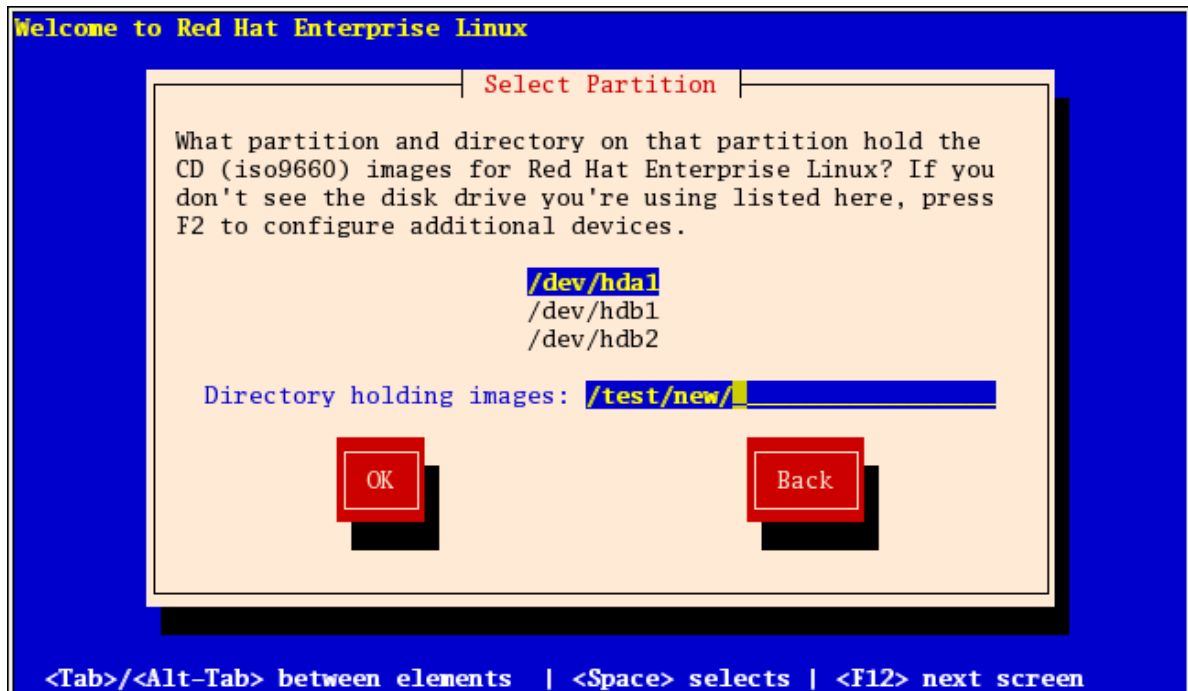 Welcome to Red Hat Enterprise Linux
Select Partition
What partition and directory on that partition hold the
CD (iso9660) images for Red Hat Enterprise Linux? If you
don't see the disk drive you're using listed here, press
F2 to configure additional devices.
/dev/hda1
/dev/hdb1
/dev/hdb2
Directory holding images: /test/new/
OK Back
<Tab>/<Alt-Tab> between elements | <Space> selects | <F12> next screen